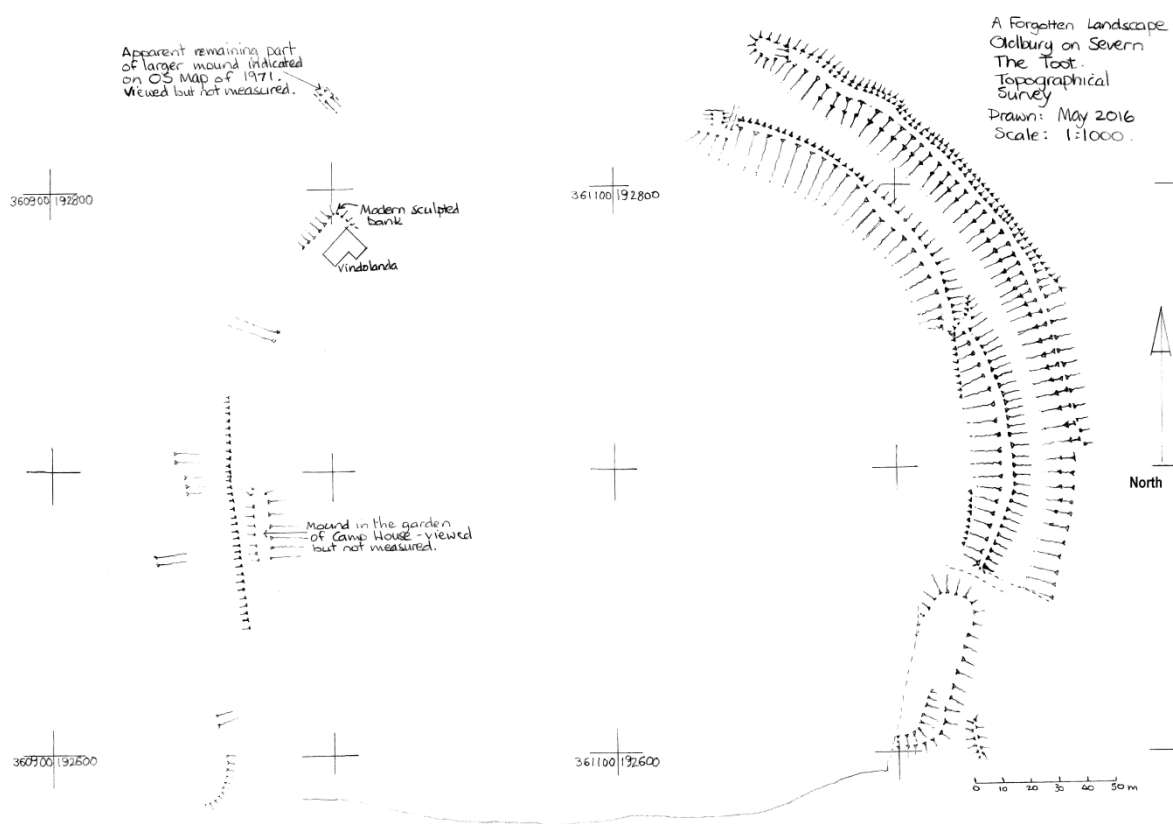 A Forgotten Landscape
Oldbury on Severn
The Toot.
Topographical
Survey
Drawn: May 2016
Scale: 1:1000.
Apparent remaining part
of larger mound indicated
on OS Map of 1971.
Viewed but not measured.
360900 192800
361100 192800
Modern sculpted
bank
Vindolanda
North
Mound in the garden
of Camp House - viewed
but not measured.
360900 192600
361100 192600
0 10 20 30 40 50 m